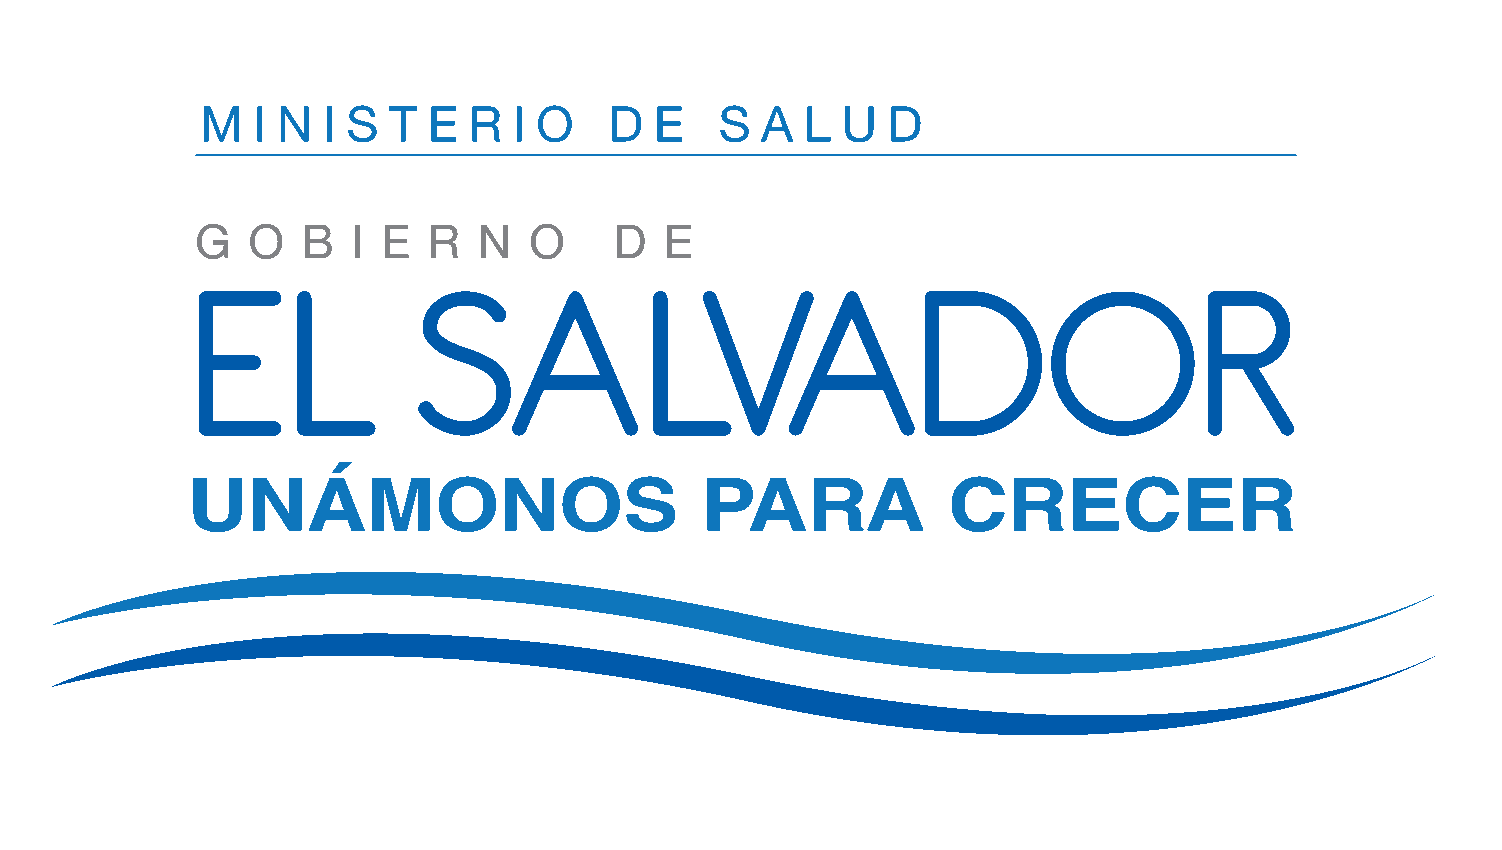 MINISTERIO DE SALUD
GOBIERNO DE
EL SALVADOR
UNÁMONOS PARA CRECER